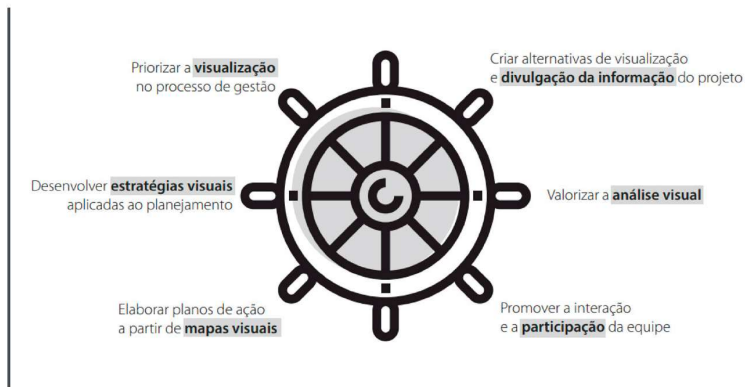 Priorizar a visualização
no processo de gestão
Criar alternativas de visualização
e divulgação da informação do projeto
Desenvolver estratégias visuais
aplicadas ao planejamento
Valorizar a análise visual
Elaborar planos de ação
a partir de mapas visuais
Promover a interação
e a participação da equipe